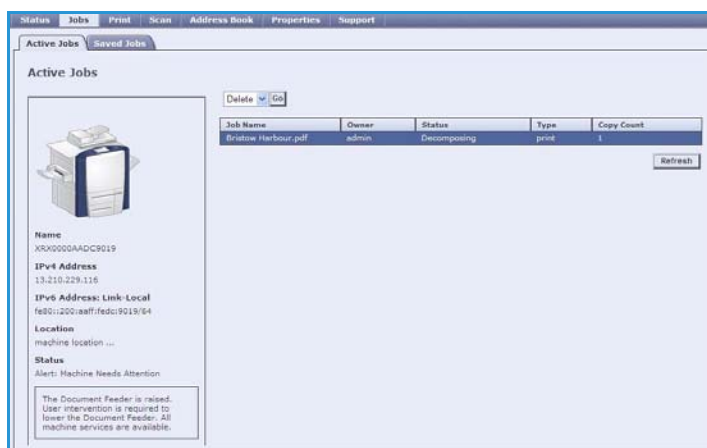 Status Jobs Print Scan Address Book Properties Support
Active Jobs Saved Jobs
Active Jobs
Delete Go
Job Name Owner Status Type Copy Count
Bristow Harbour.pdf admin Decomposing print 1
Refresh
Name
XRX0000AADC9019
IPv4 Address
13.210.229.116
IPv6 Address: Link-Local
fe80::200:aaff:fedc:9019/64
Location
machine location ...
Status
Alert: Machine Needs Attention
The Document Feeder is raised.
User intervention is required to
lower the Document Feeder. All
machine services are available.